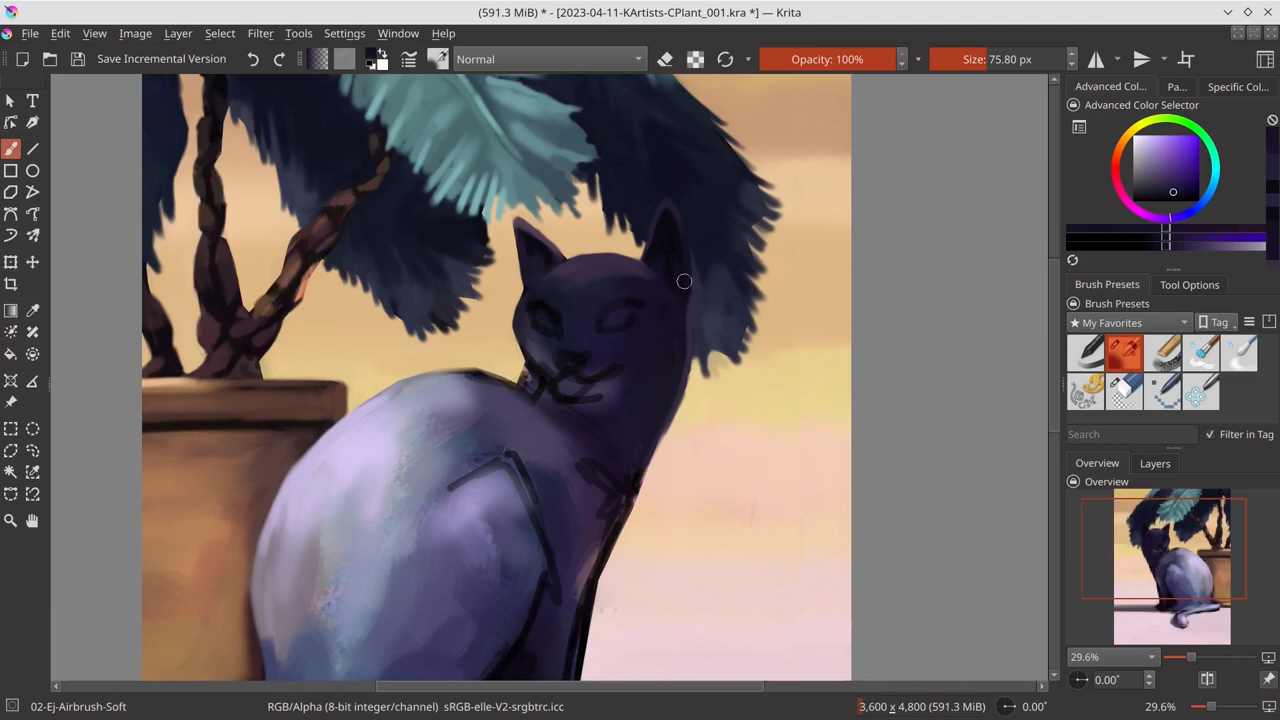 (591.3 MiB) * - [2023-04-11-KArtists-CPlant_001.kra *] — Krita
File Edit View Image Layer Select Filter Tools Settings Window Help
Save Incremental Version Normal Opacity: 100% Size: 75.80 px
Advanced Col... Pa... Specific Col...
Advanced Color Selector
Brush Presets Tool Options
Brush Presets
★ My Favorites Tag
Search Filter in Tag
Overview Layers
Overview
29.6%
0.00°
02-Ej-Airbrush-Soft RGB/Alpha (8-bit integer/channel) sRGB-elle-V2-srgbtrc.icc 3,600 x 4,800 (591.3 MiB) 0.00° 29.6%